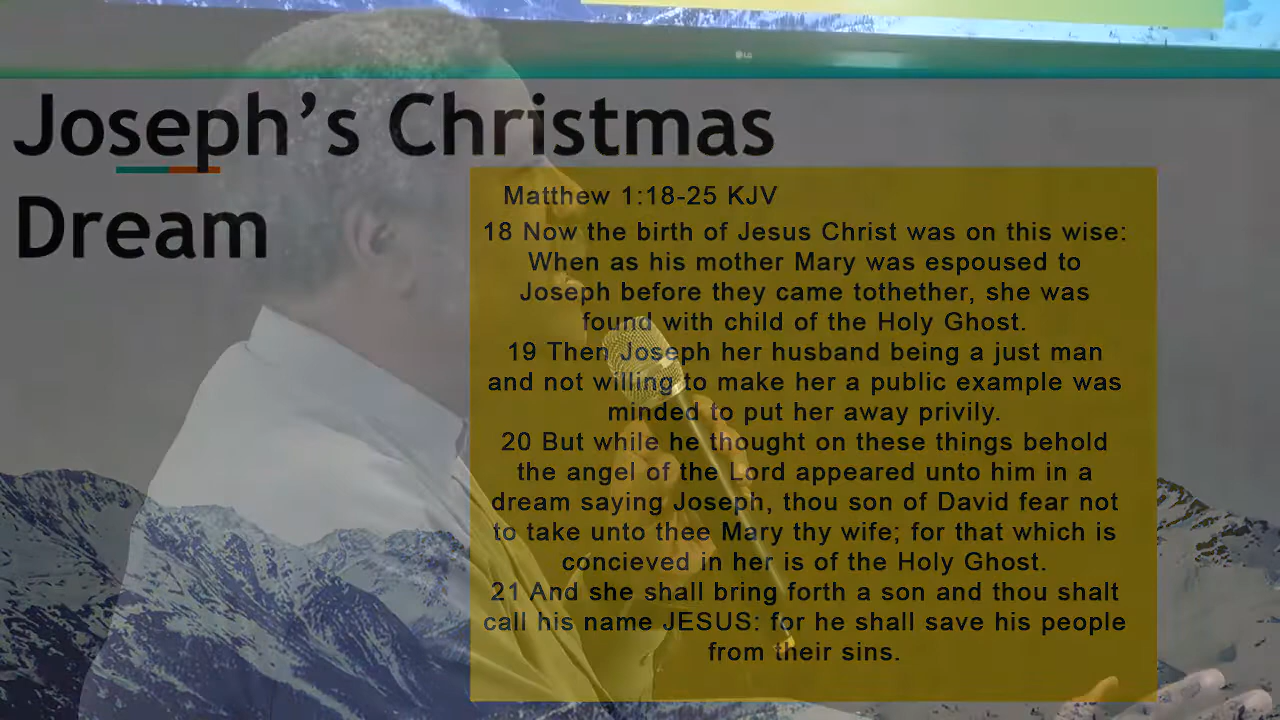 LG
Joseph’s Christmas
Dream
Matthew 1:18-25 KJV
18 Now the birth of Jesus Christ was on this wise:
When as his mother Mary was espoused to
Joseph before they came tothether, she was
found with child of the Holy Ghost.
19 Then Joseph her husband being a just man
and not willing to make her a public example was
minded to put her away privily.
20 But while he thought on these things behold
the angel of the Lord appeared unto him in a
dream saying Joseph, thou son of David fear not
to take unto thee Mary thy wife; for that which is
concieved in her is of the Holy Ghost.
21 And she shall bring forth a son and thou shalt
call his name JESUS: for he shall save his people
from their sins.